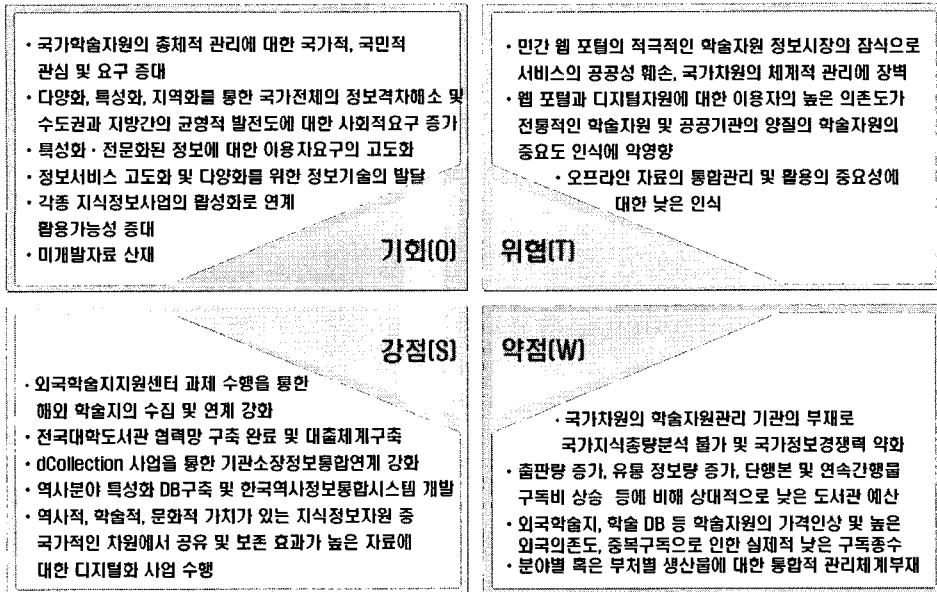 · 국가학술자원의 총체적 관리에 대한 국가적, 국민적
관심 및 요구 증대
· 다양화, 특성화, 지역화를 통한 국가전체의 정보격차해소 및
수도권과 지방간의 균형적 발전도에 대한 사회적요구 증가
· 특성화 · 전문화된 정보에 대한 이용자요구의 고도화
· 정보서비스 고도화 및 다양화를 위한 정보기술의 발달
· 각종 지식정보사업의 활성화로 연계
활용가능성 증대
· 미개발자료 산재
기회(O)
· 민간 웹 포털의 적극적인 학술자원 정보시장의 잠식으로
서비스의 공공성 훼손, 국가차원의 체계적 관리에 장벽
· 웹 포털과 디지털자원에 대한 이용자의 높은 의존도가
전통적인 학술자원 및 공공기관의 양질의 학술자원의
중요도 인식에 악영향
· 오프라인 자료의 통합관리 및 활용의 중요성에
대한 낮은 인식
위협(T)
강점(S)
· 외국학술지지원센터 과제 수행을 통한
해외 학술지의 수집 및 연계 강화
· 전국대학도서관 협력망 구축 완료 및 대출체계구축
· dCollection 사업을 통한 기관소장정보통합연계 강화
· 역사분야 특성화 DB구축 및 한국역사정보통합시스템 개발
· 역사적, 학술적, 문화적 가치가 있는 지식정보자원 중
국가적인 차원에서 공유 및 보존 효과가 높은 자료에
대한 디지털화 사업 수행
약점(W)
· 국가차원의 학술자원관리 기관의 부재로
국가지식총량분석 불가 및 국가정보경쟁력 약화
· 출판량 증가, 유통 정보량 증가, 단행본 및 연속간행물
구독비 상승 등에 비해 상대적으로 낮은 도서관 예산
· 외국학술지, 학술 DB 등 학술자원의 가격인상 및 높은
외국의존도, 중복구독으로 인한 실제적 낮은 구독종수
· 분야별 혹은 부처별 생산물에 대한 통합적 관리체계부재